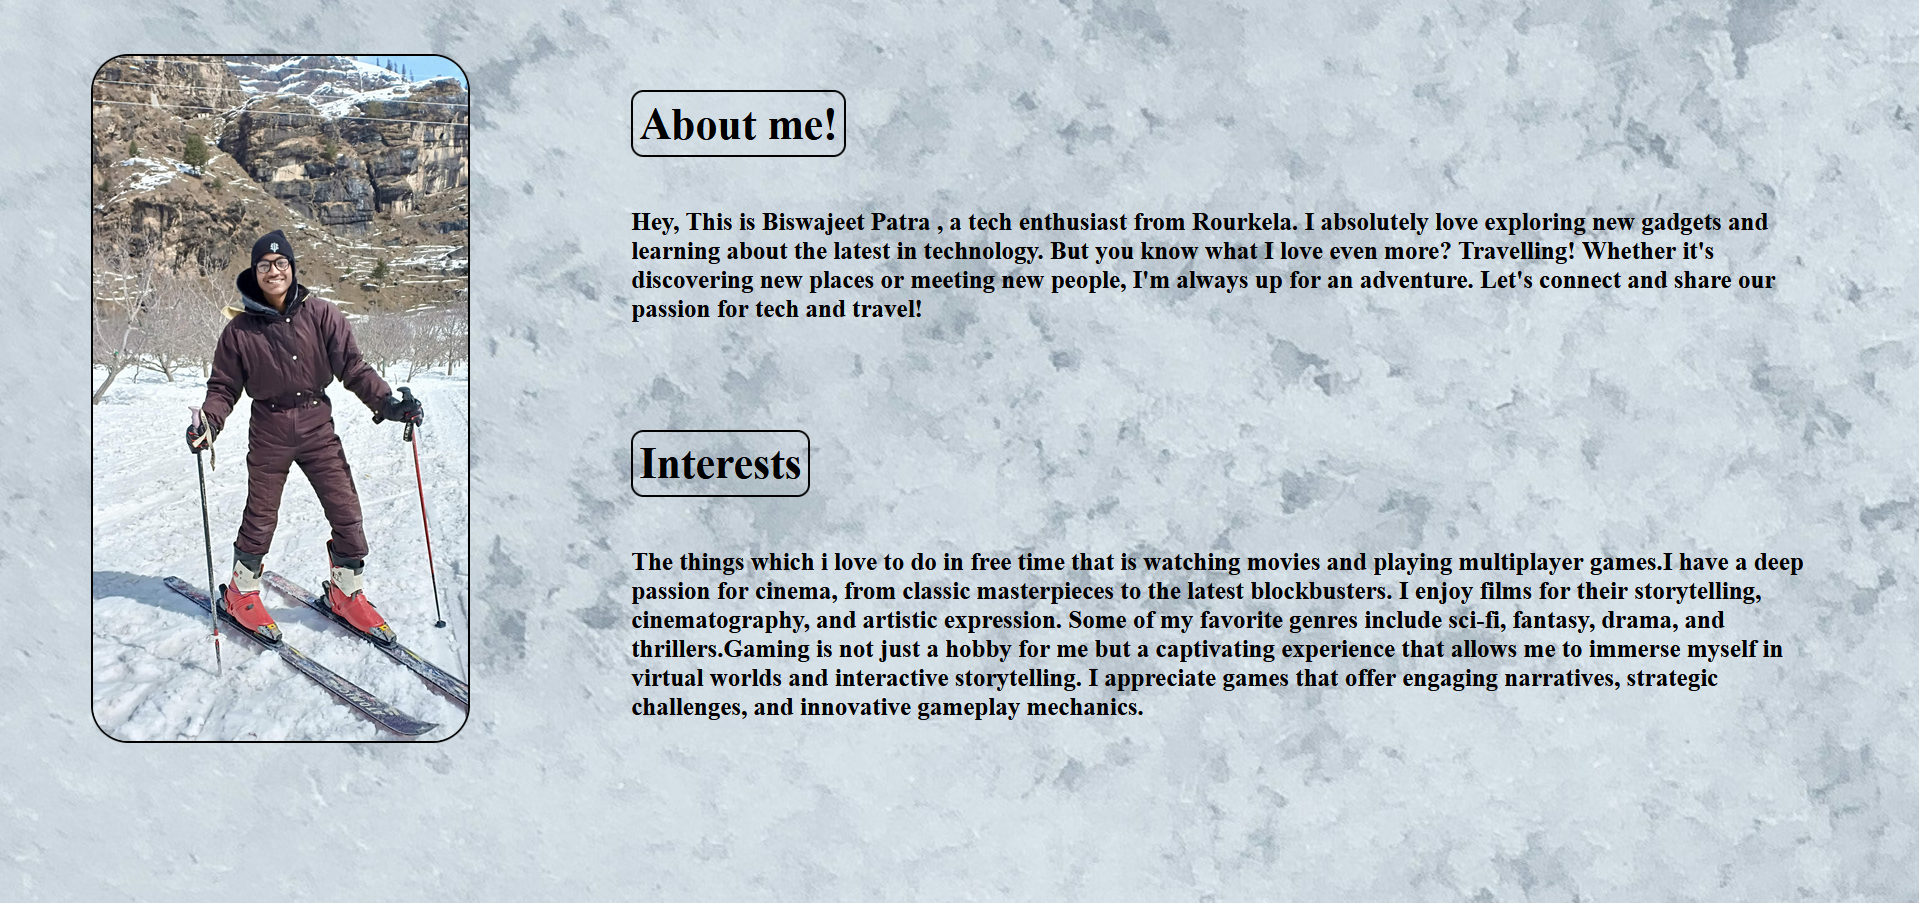 About me!
Hey, This is Biswajeet Patra , a tech enthusiast from Rourkela. I absolutely love exploring new gadgets and
learning about the latest in technology. But you know what I love even more? Travelling! Whether it's
discovering new places or meeting new people, I'm always up for an adventure. Let's connect and share our
passion for tech and travel!
Interests
The things which i love to do in free time that is watching movies and playing multiplayer games.I have a deep
passion for cinema, from classic masterpieces to the latest blockbusters. I enjoy films for their storytelling,
cinematography, and artistic expression. Some of my favorite genres include sci-fi, fantasy, drama, and
thrillers.Gaming is not just a hobby for me but a captivating experience that allows me to immerse myself in
virtual worlds and interactive storytelling. I appreciate games that offer engaging narratives, strategic
challenges, and innovative gameplay mechanics.